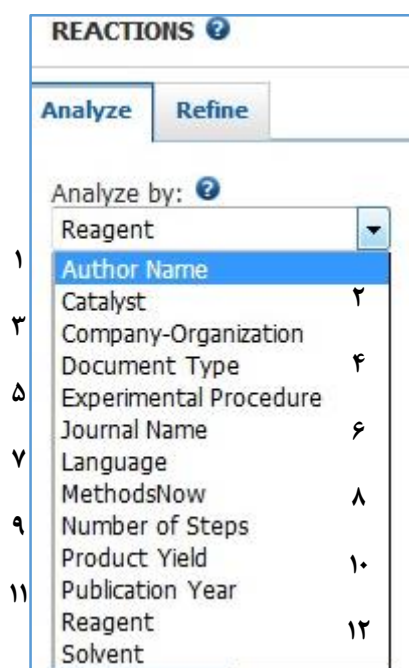 REACTIONS ?
Analyze Refine
Analyze by: ?
Reagent
۱ Author Name
Catalyst ۲
۳ Company-Organization
Document Type ۴
۵ Experimental Procedure
Journal Name ۶
۷ Language
MethodsNow ۸
۹ Number of Steps
Product Yield ۱۰
۱۱ Publication Year
Reagent ۱۲
Solvent